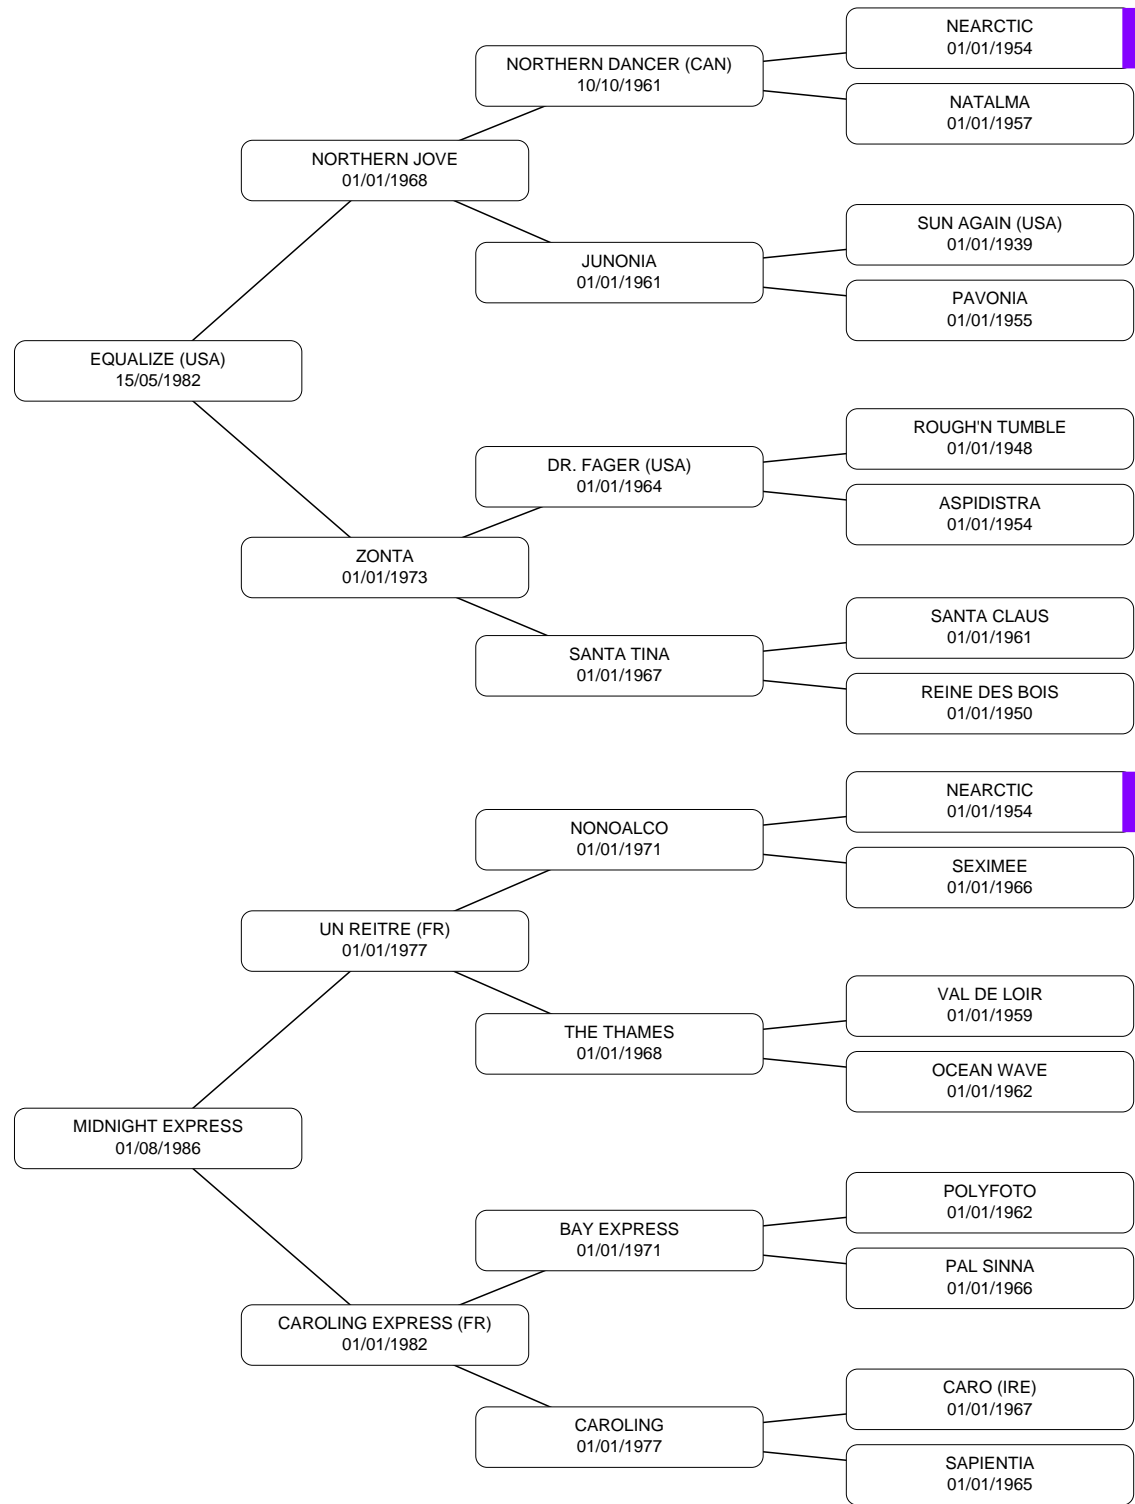 NEARCTIC
01/01/1954
NORTHERN DANCER (CAN)
10/10/1961
NATALMA
01/01/1957
NORTHERN JOVE
01/01/1968
SUN AGAIN (USA)
01/01/1939
JUNONIA
01/01/1961
PAVONIA
01/01/1955
EQUALIZE (USA)
15/05/1982
ROUGH'N TUMBLE
01/01/1948
DR. FAGER (USA)
01/01/1964
ASPIDISTRA
01/01/1954
ZONTA
01/01/1973
SANTA CLAUS
01/01/1961
SANTA TINA
01/01/1967
REINE DES BOIS
01/01/1950
NEARCTIC
01/01/1954
NONOALCO
01/01/1971
SEXIMEE
01/01/1966
UN REITRE (FR)
01/01/1977
VAL DE LOIR
01/01/1959
THE THAMES
01/01/1968
OCEAN WAVE
01/01/1962
MIDNIGHT EXPRESS
01/08/1986
POLYFOTO
01/01/1962
BAY EXPRESS
01/01/1971
PAL SINNA
01/01/1966
CAROLING EXPRESS (FR)
01/01/1982
CARO (IRE)
01/01/1967
CAROLING
01/01/1977
SAPIENTIA
01/01/1965